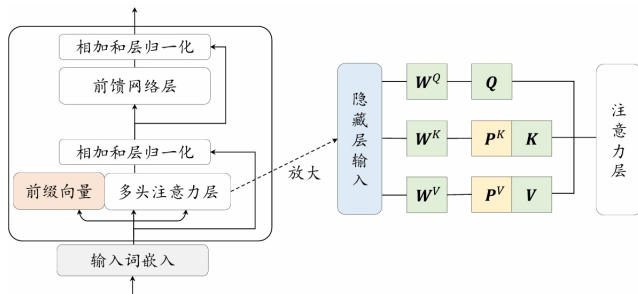 相加和层归一化
前馈网络层
相加和层归一化
前缀向量
多头注意力层
输入词嵌入
放大
隐藏层输入
W^Q
Q
W^K
P^K
K
W^V
P^V
V
注意力层